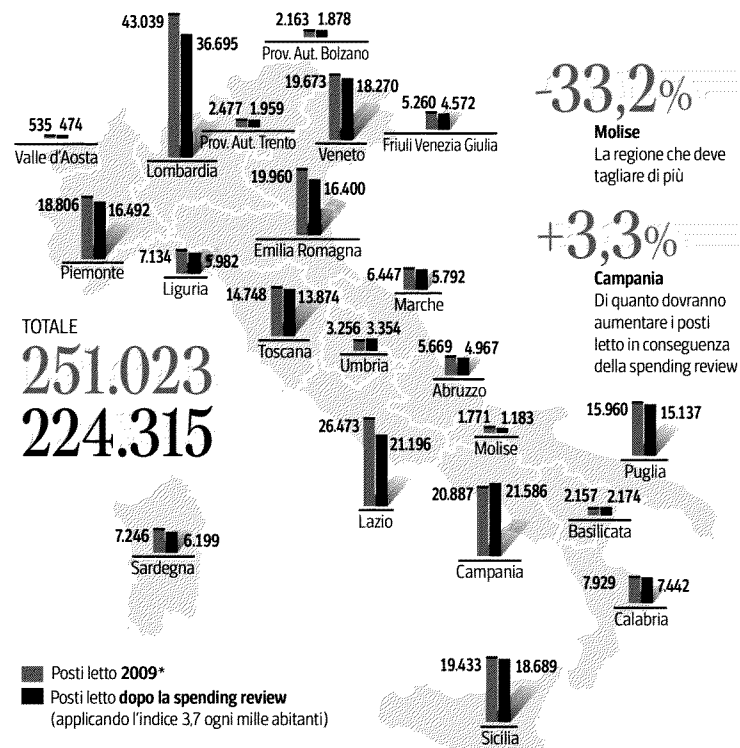 43.039
36.695
Lombardia
2.163 1.878
Prov. Aut. Bolzano
19.673 18.270
Veneto
2.477 1.959
Prov. Aut. Trento
5.260 4.572
Friuli Venezia Giulia
535 474
Valle d'Aosta
-33,2%
Molise
La regione che deve
tagliare di più
19.960
16.400
Emilia Romagna
18.806 16.492
Piemonte
7.134 5.982
Liguria
+3,3%
Campania
Di quanto dovranno
aumentare i posti
letto in conseguenza
della spending review
6.447 5.792
Marche
14.748 13.874
Toscana
3.256 3.354
Umbria
5.669 4.967
Abruzzo
TOTALE
251.023
224.315
26.473
21.196
Lazio
1.771 1.183
Molise
15.960 15.137
Puglia
20.887 21.586
Campania
2.157 2.174
Basilicata
7.246 6.199
Sardegna
7.929 7.442
Calabria
19.433 18.689
Sicilia
Posti letto 2009*
Posti letto dopo la spending review
(applicando l'indice 3,7 ogni mille abitanti)